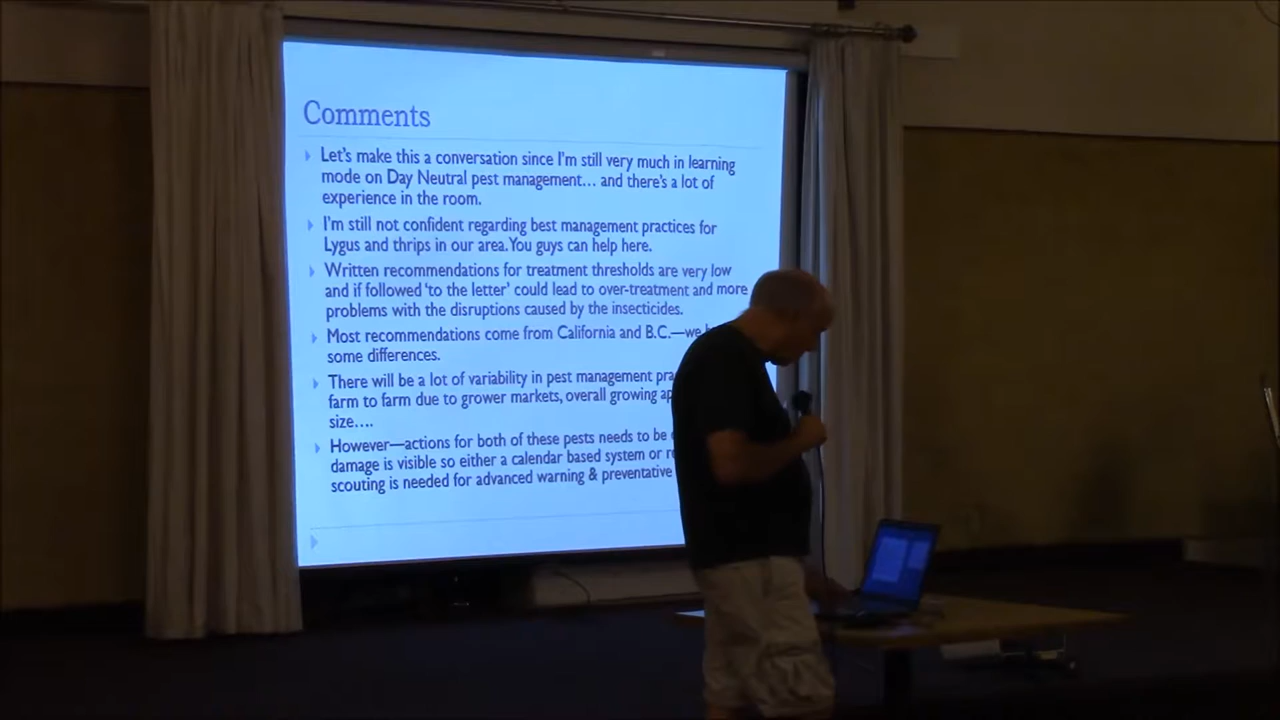 Comments
Let's make this a conversation since I'm still very much in learning
mode on Day Neutral pest management... and there's a lot of
experience in the room.
I'm still not confident regarding best management practices for
Lygus and thrips in our area. You guys can help here.
Written recommendations for treatment thresholds are very low
and if followed 'to the letter' could lead to over-treatment and more
problems with the disruptions caused by the insecticides.
Most recommendations come from California and B.C.—we
some differences.
There will be a lot of variability in pest management
farm to farm due to grower markets, overall growing
size....
However—actions for both of these pests needs to be
damage is visible so either a calendar based system or
scouting is needed for advanced warning & preventative